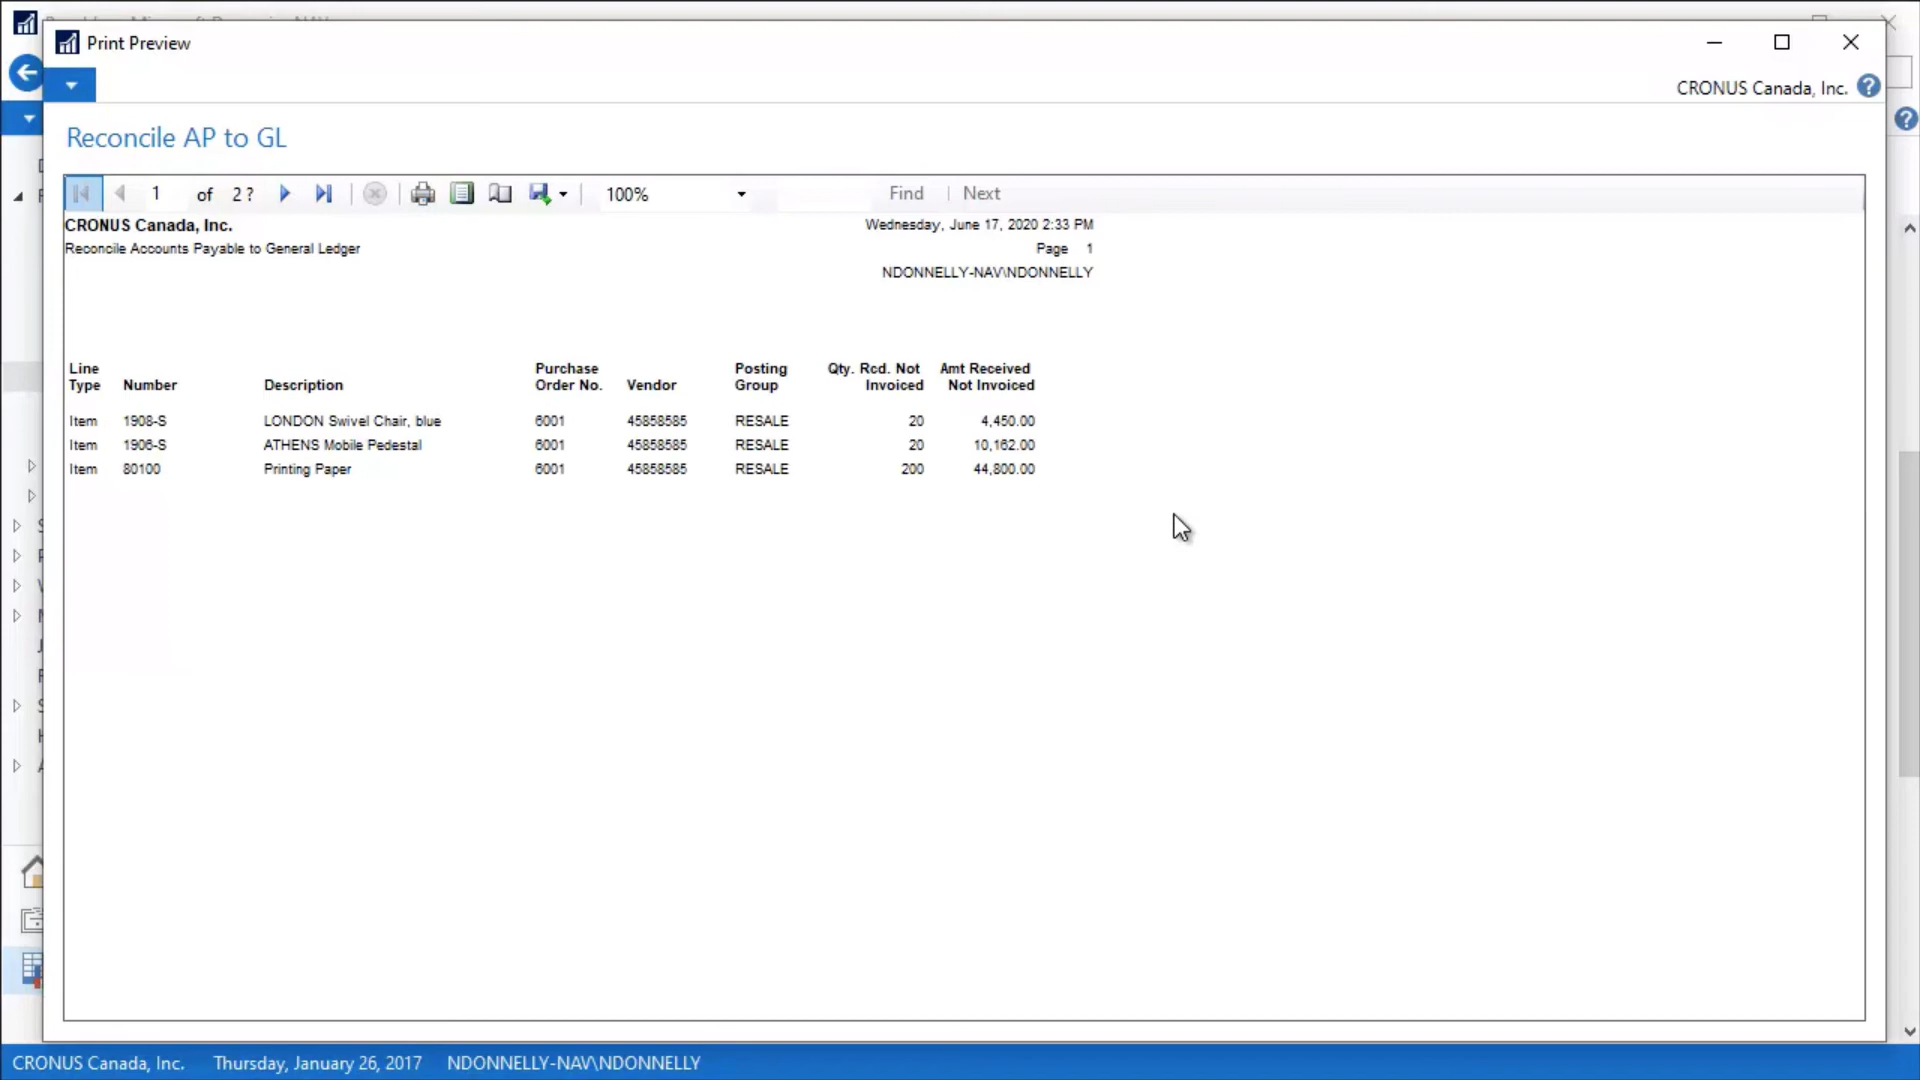 Print Preview
CRONUS Canada, Inc.
Reconcile AP to GL
1 of 2 ? 100% Find Next
CRONUS Canada, Inc. Wednesday, June 17, 2020 2:33 PM
Reconcile Accounts Payable to General Ledger Page 1
NDONNELLY-NAV\NDONNELLY
Line Purchase Posting Qty. Rcd. Not Amt Received
Type Number Description Order No. Vendor Group Invoiced Not Invoiced
Item 1908-S LONDON Swivel Chair, blue 6001 45858585 RESALE 20 4,450.00
Item 1906-S ATHENS Mobile Pedestal 6001 45858585 RESALE 20 10,162.00
Item 80100 Printing Paper 6001 45858585 RESALE 200 44,800.00
CRONUS Canada, Inc. Thursday, January 26, 2017 NDONNELLY-NAV\NDONNELLY